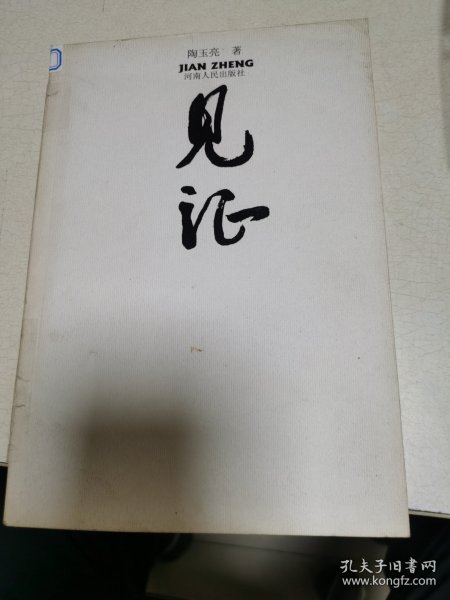 陶玉亮 著
JIAN ZHENG
河南人民出版社
见
证
孔夫子旧书网
www.kongfz.com